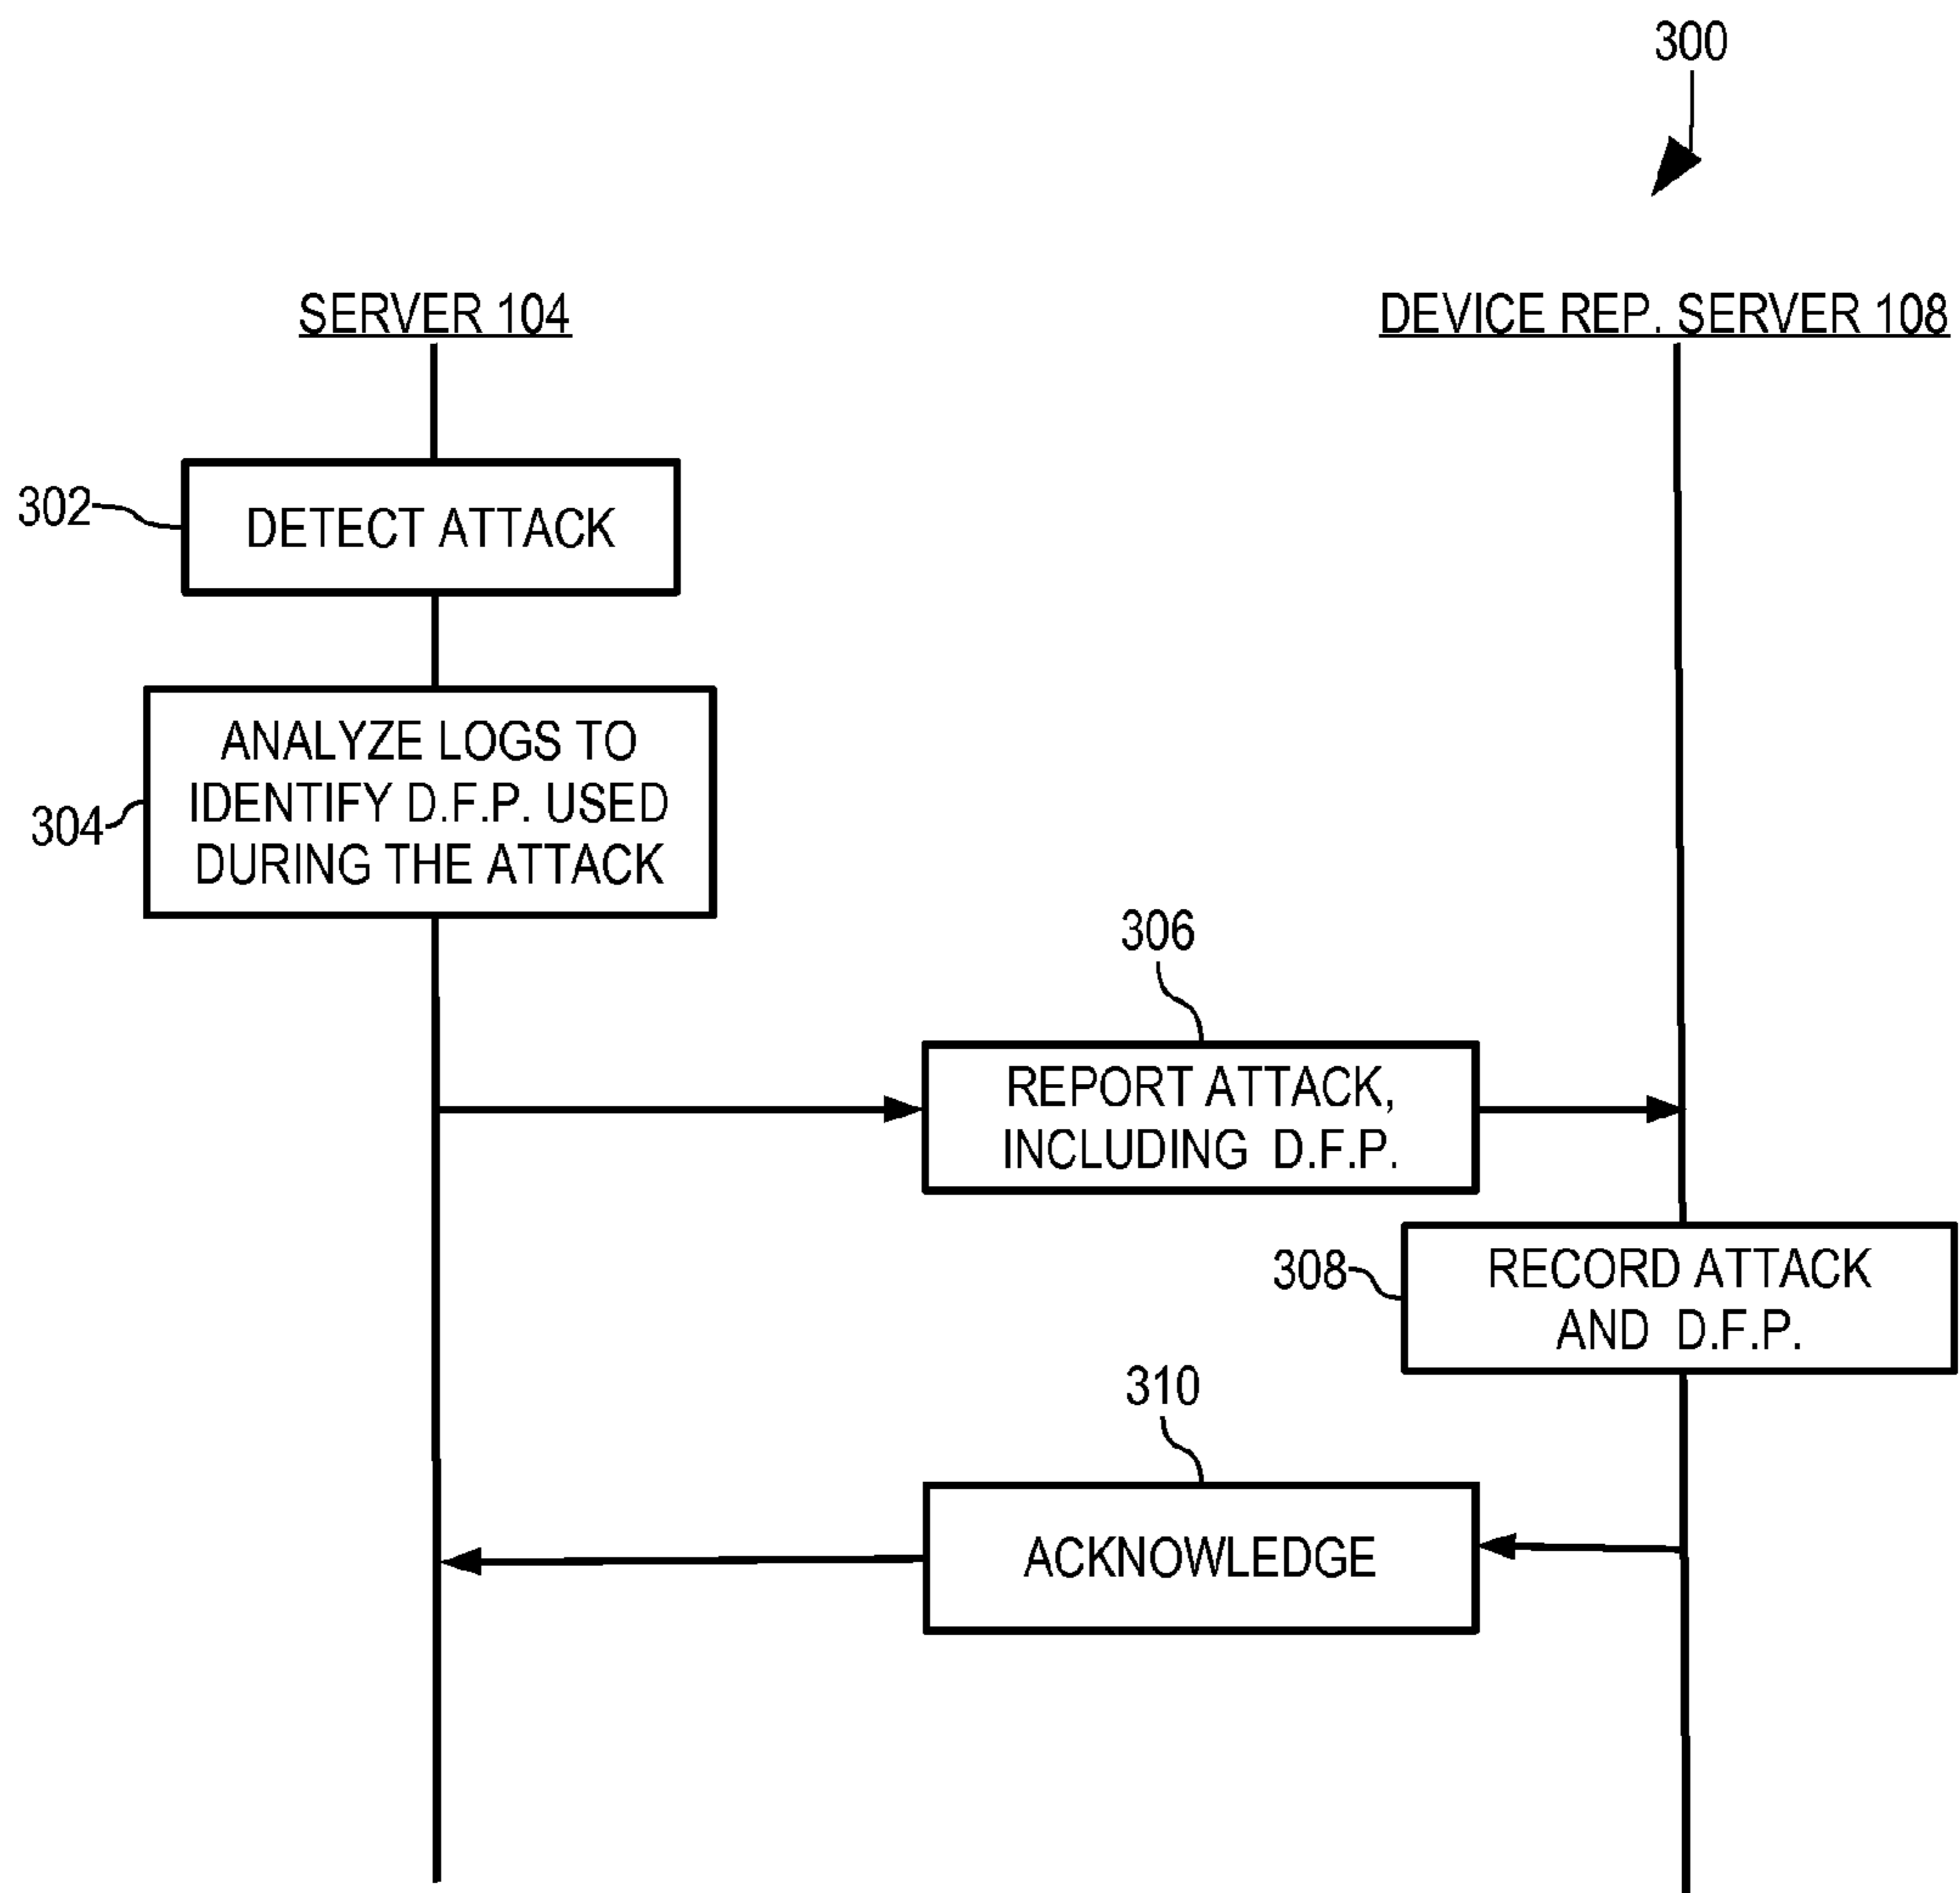 300
SERVER 104
DEVICE REP. SERVER 108
302
DETECT ATTACK
304
ANALYZE LOGS TO
IDENTIFY D.F.P. USED
DURING THE ATTACK
306
REPORT ATTACK,
INCLUDING D.F.P.
308
RECORD ATTACK
AND D.F.P.
310
ACKNOWLEDGE